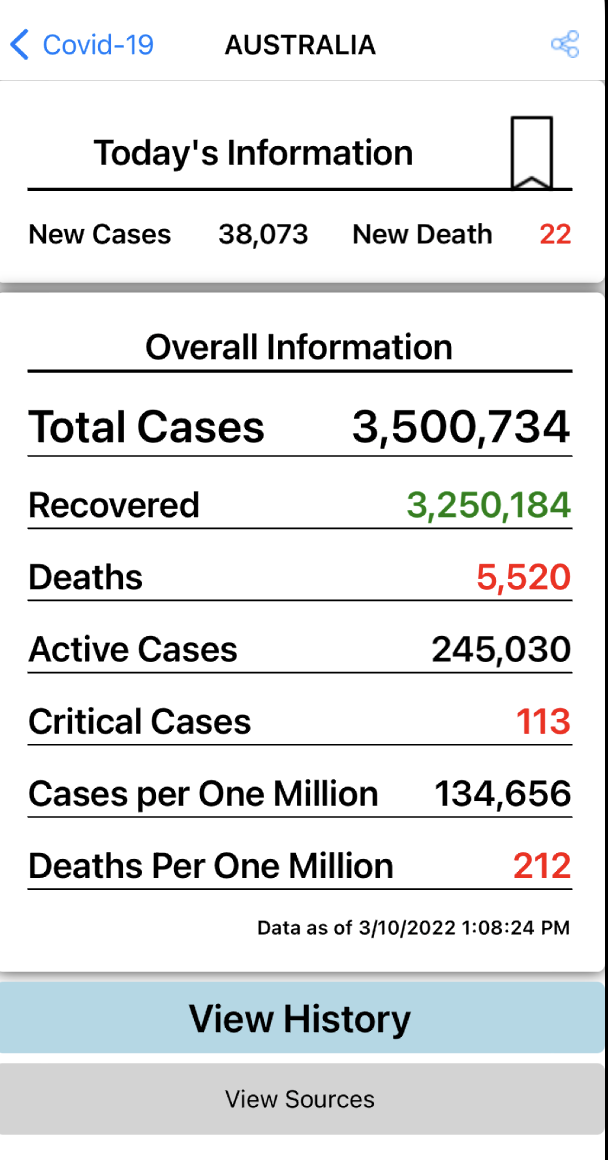 Covid-19 AUSTRALIA
Today's Information
New Cases 38,073 New Death 22
Overall Information
Total Cases 3,500,734
Recovered 3,250,184
Deaths 5,520
Active Cases 245,030
Critical Cases 113
Cases per One Million 134,656
Deaths Per One Million 212
Data as of 3/10/2022 1:08:24 PM
View History
View Sources